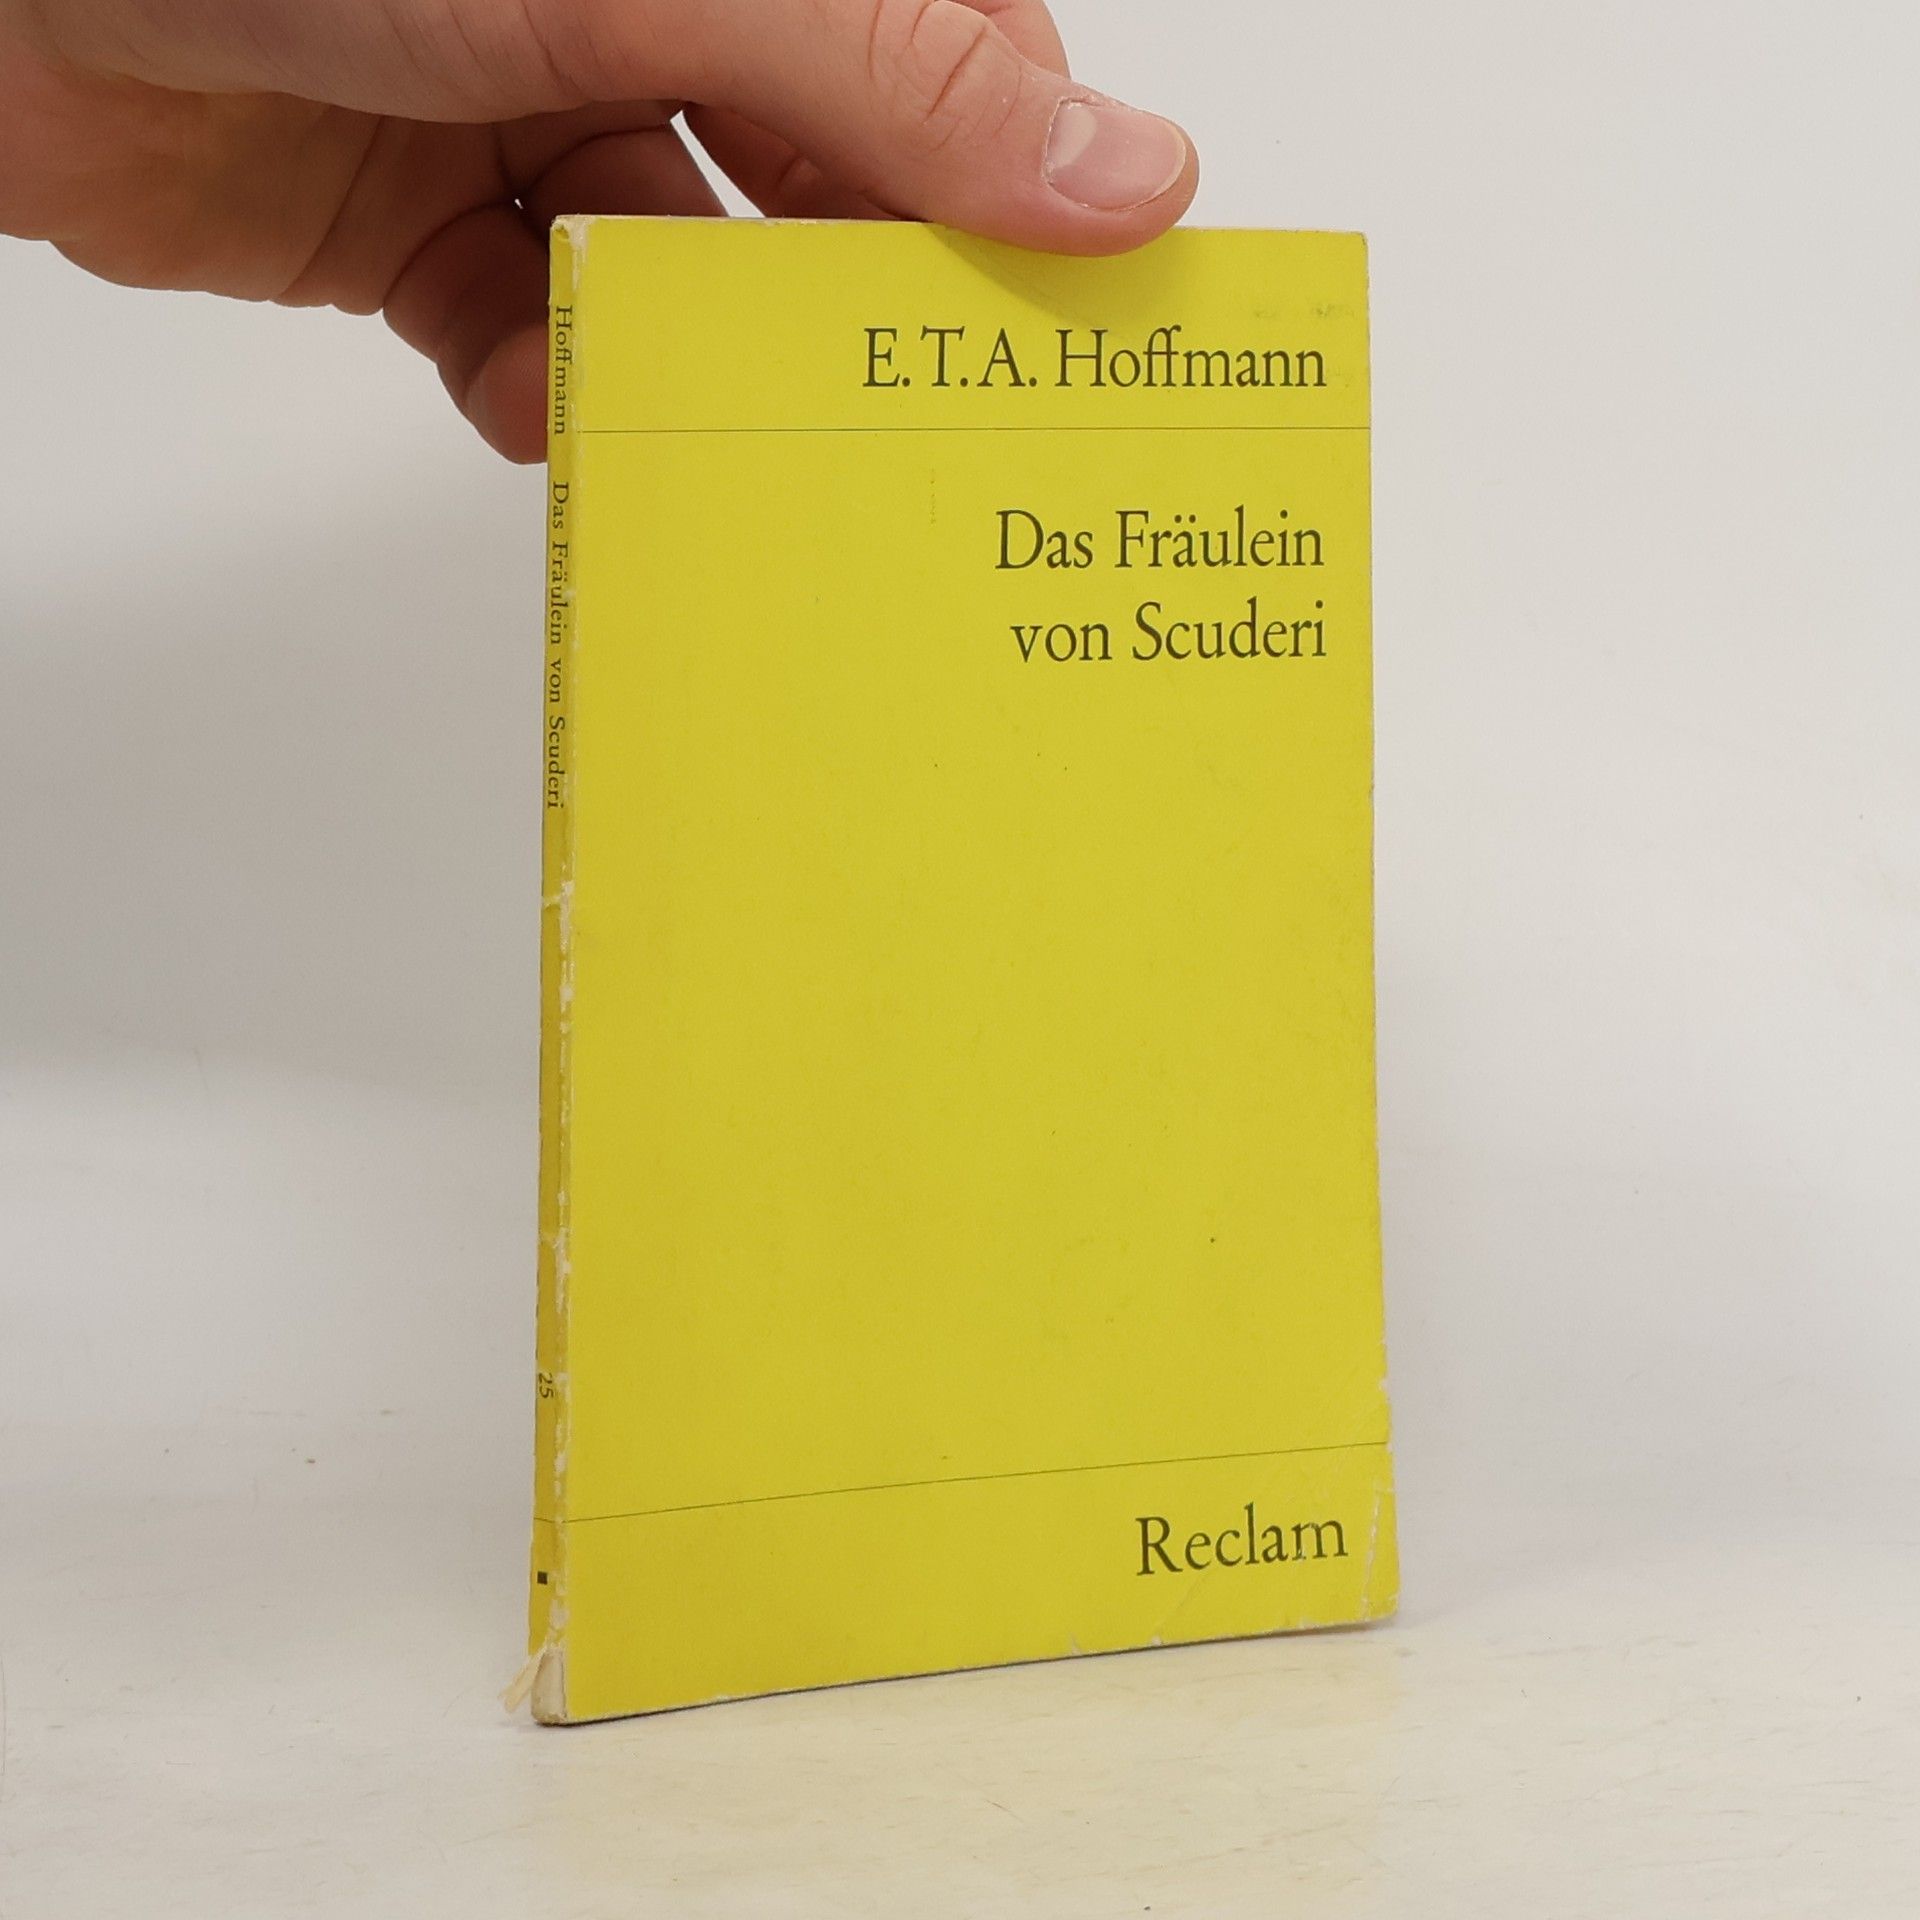 E.T.A. Hoffmann
Das Fräulein
von Scuderi
Reclam
Hoffmann Das Fräulein von Scuderi
25